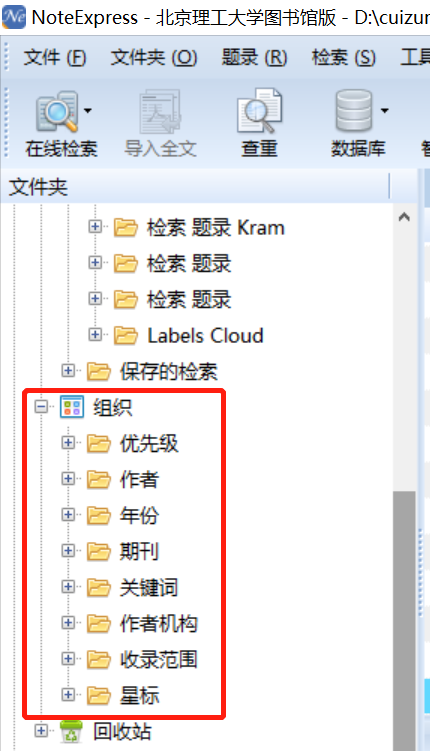 Ne NoteExpress - 北京理工大学图书馆版 - D:\cuizur
文件 (F) 文件夹 (O) 题录 (R) 检索 (S) 工具
在线检索 导入全文 查重 数据库
文件夹
检索 题录 Kram
检索 题录
检索 题录
Labels Cloud
保存的检索
组织
优先级
作者
年份
期刊
关键词
作者机构
收录范围
星标
回收站